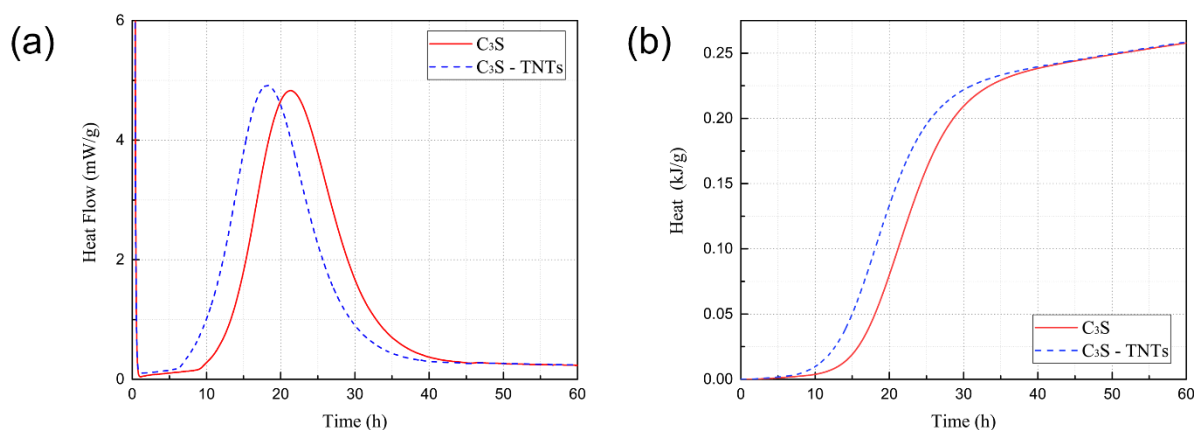 (a)
6
4
2
0
Heat Flow (mW/g)
C₃S
C₃S - TNTs
0 10 20 30 40 50 60
Time (h)
(b)
0.25
0.20
0.15
0.10
0.05
0.00
Heat (kJ/g)
C₃S
C₃S - TNTs
0 10 20 30 40 50 60
Time (h)